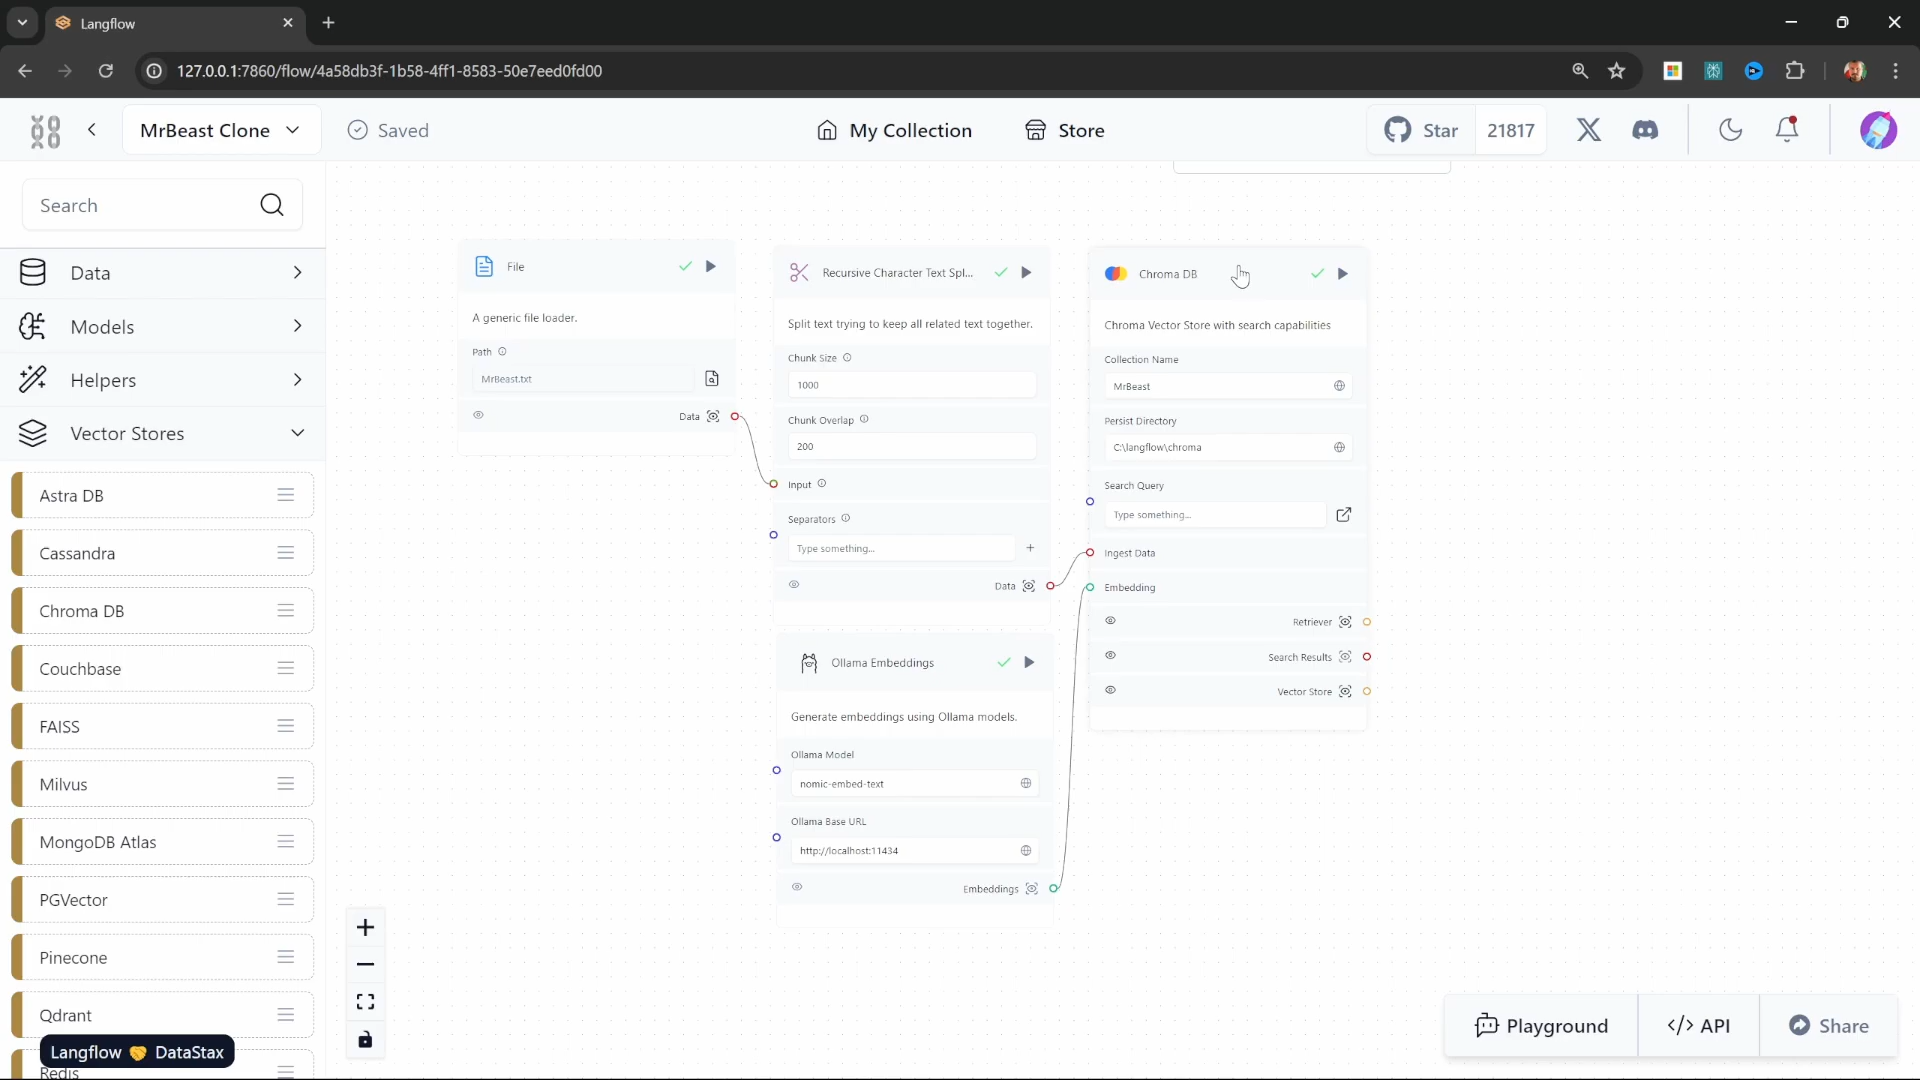 Langflow
127.0.0.1:7860/flow/4a58db3f-1b58-4ff1-8583-50e7eed0fd00
MrBeast Clone
Saved
My Collection
Store
Star 21817
Search
Data
Models
Helpers
Vector Stores
Astra DB
Cassandra
Chroma DB
Couchbase
FAISS
Milvus
MongoDB Atlas
PGVector
Pinecone
Qdrant
Langflow 🤝 DataStax
Redis
File
A generic file loader.
Path
MrBeast.txt
Data
Recursive Character Text Spl...
Split text trying to keep all related text together.
Chunk Size
1000
Chunk Overlap
200
Input
Separators
Type something...
Data
Ollama Embeddings
Generate embeddings using Ollama models.
Ollama Model
nomic-embed-text
Ollama Base URL
http://localhost:11434
Embeddings
Chroma DB
Chroma Vector Store with search capabilities
Collection Name
MrBeast
Persist Directory
C:\langflow\chroma
Search Query
Type something...
Ingest Data
Embedding
Retriever
Search Results
Vector Store
Playground
</> API
Share